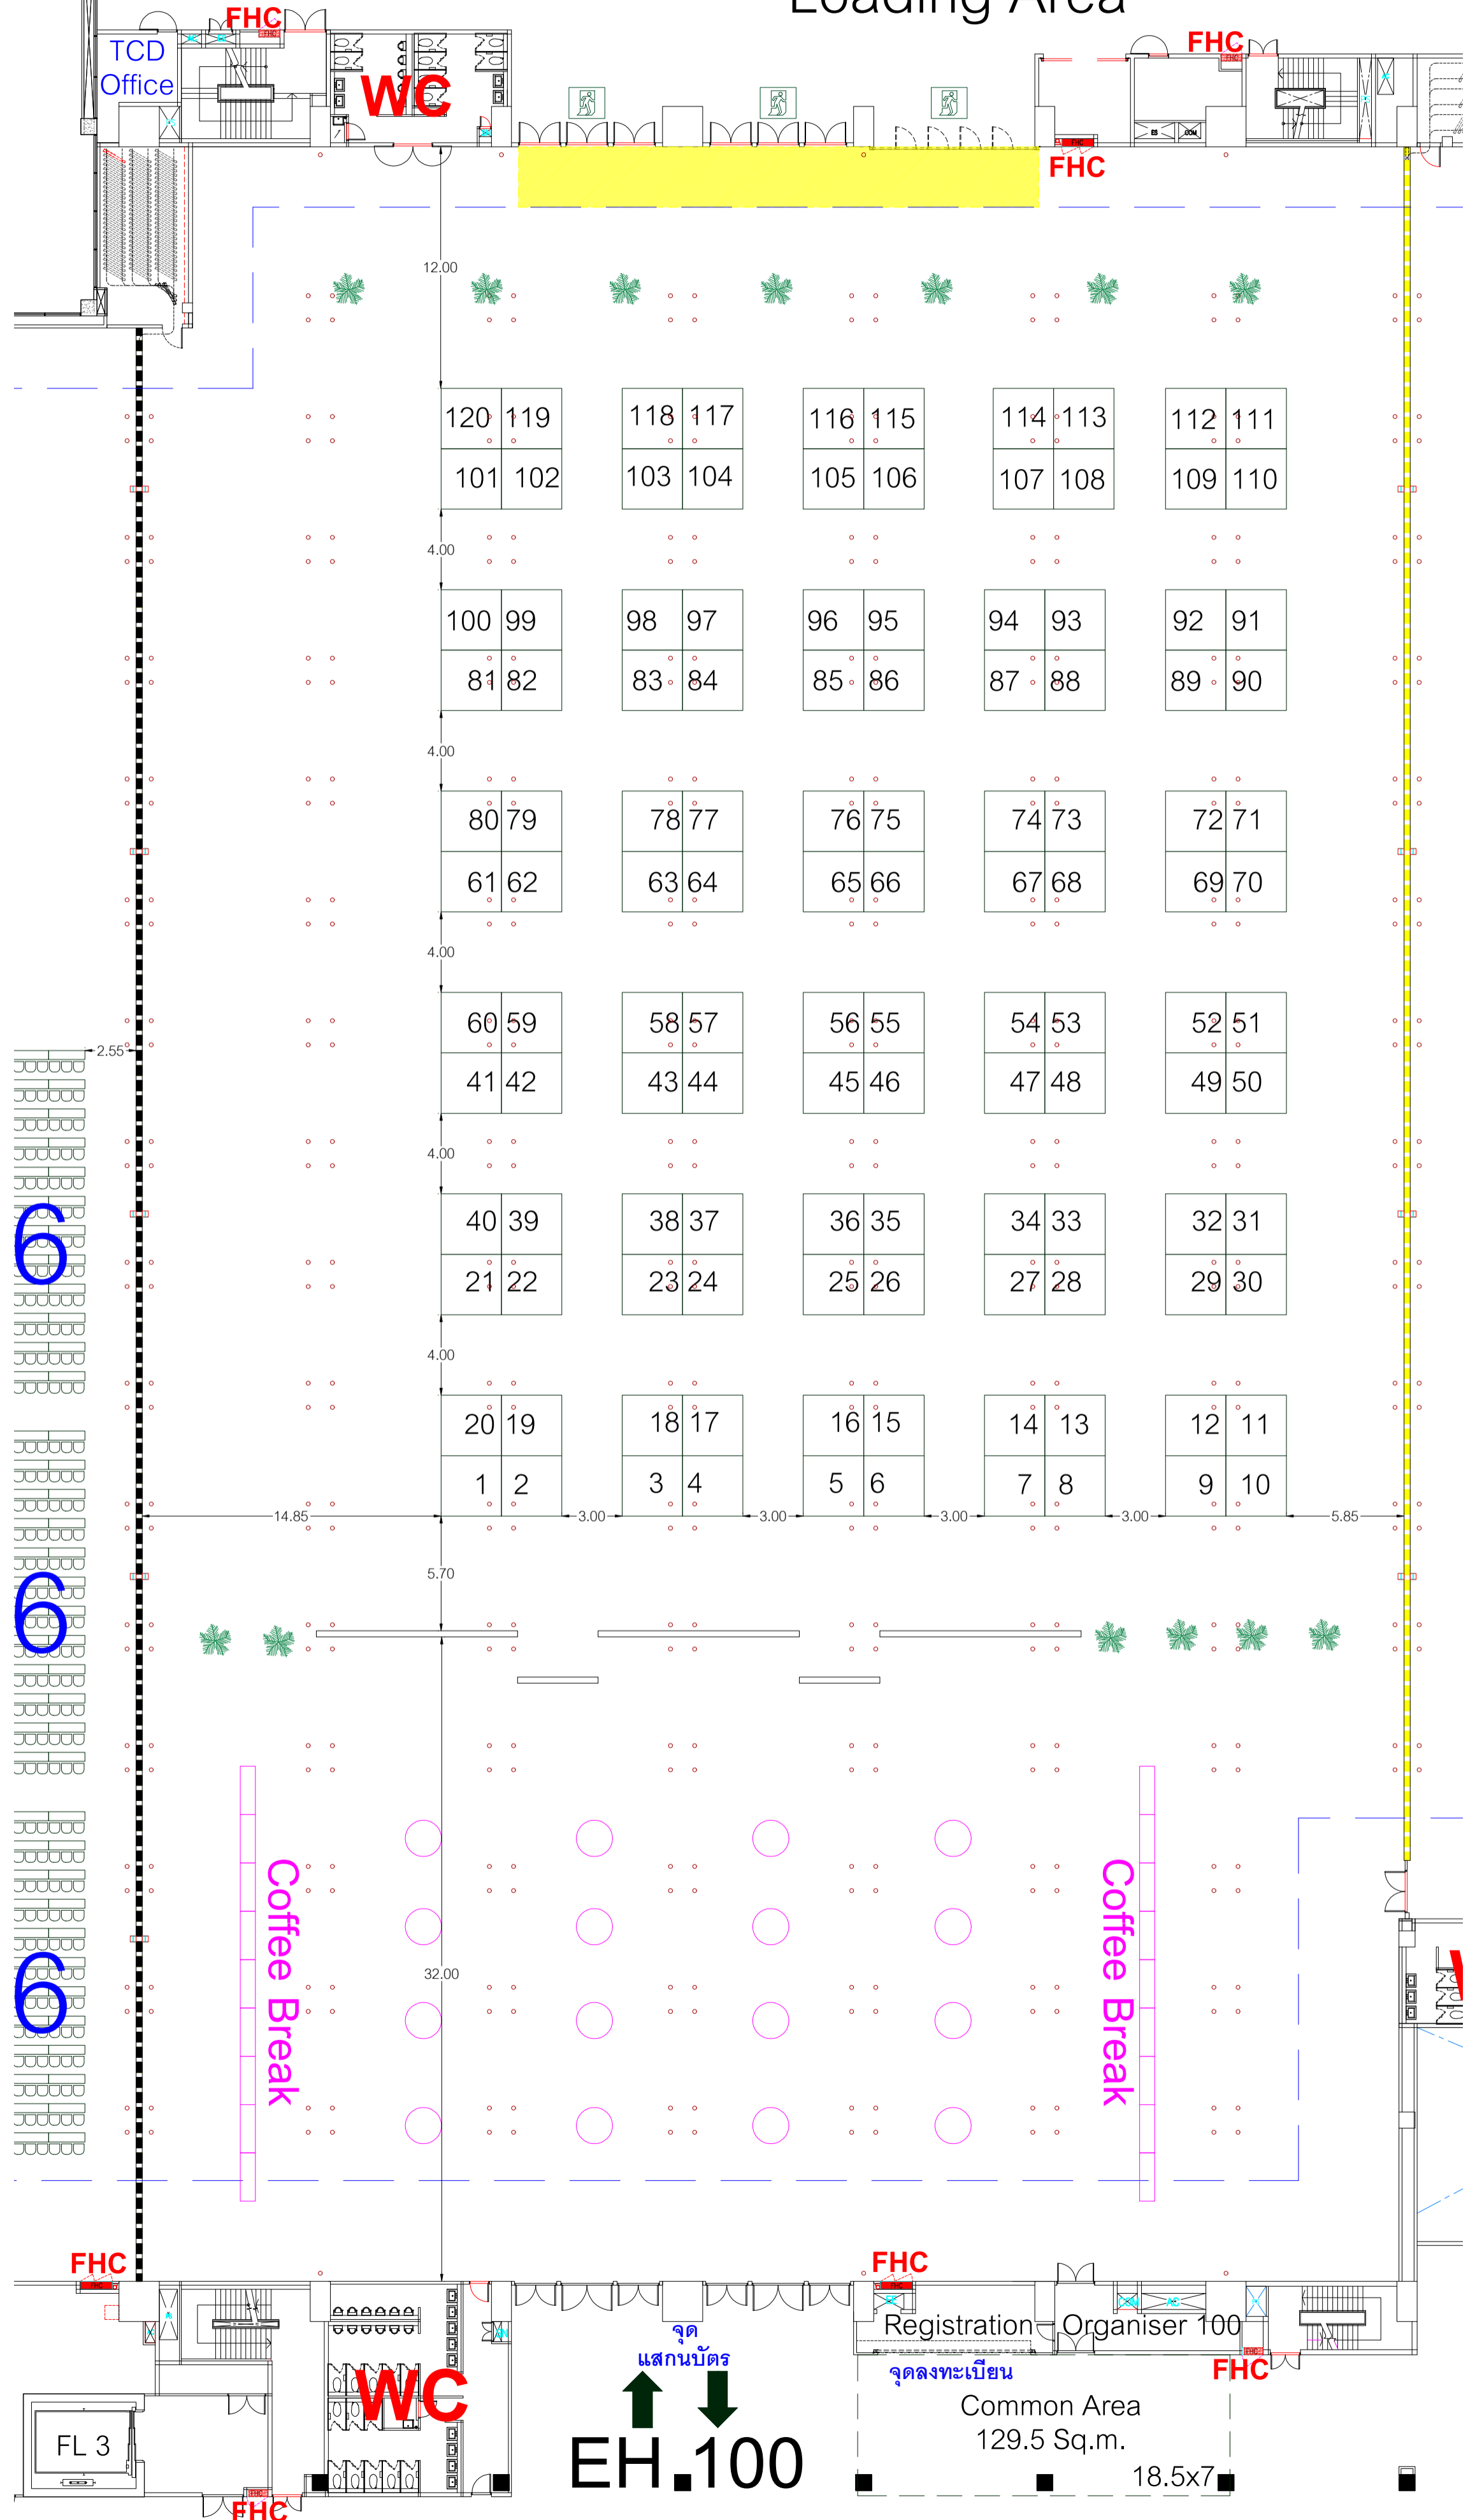 Loading Area
FHC
FHC
TCD
Office
WC
FHC
ES
COM
12.00
120 119 118 117 116 115 114 113 112 111
101 102 103 104 105 106 107 108 109 110
4.00
100 99 98 97 96 95 94 93 92 91
81 82 83 84 85 86 87 88 89 90
4.00
80 79 78 77 76 75 74 73 72 71
61 62 63 64 65 66 67 68 69 70
4.00
60 59 58 57 56 55 54 53 52 51
2.55
41 42 43 44 45 46 47 48 49 50
4.00
40 39 38 37 36 35 34 33 32 31
6
21 22 23 24 25 26 27 28 29 30
4.00
20 19 18 17 16 15 14 13 12 11
1 2 3 4 5 6 7 8 9 10
14.85 3.00 3.00 3.00 3.00 5.85
5.70
6
Coffee Break
Coffee Break
32.00
6
FHC
FHC
COM
AC
Registration
Organiser 100
จุด
แสกนบัตร
จุดลงทะเบียน
FHC
WC
Common Area
129.5 Sq.m.
FL 3
EH 100
18.5x7
FHC